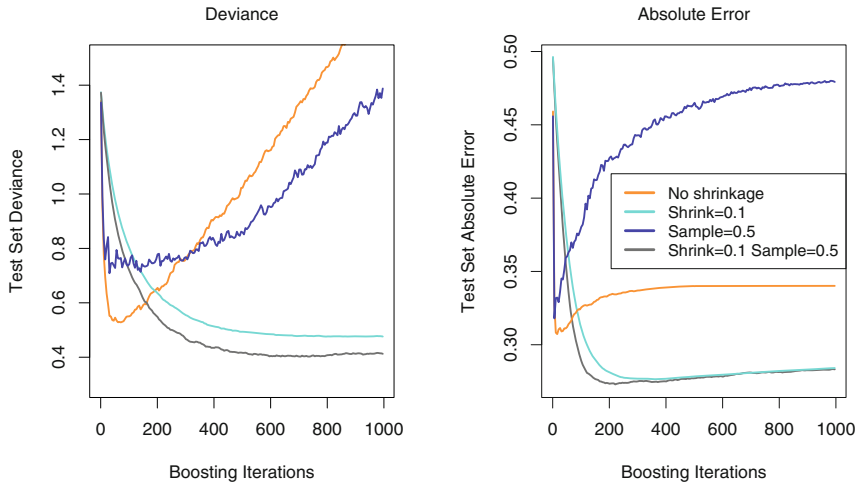 Deviance
Test Set Deviance
1.4
1.2
1.0
0.8
0.6
0.4
0 200 400 600 800 1000
Boosting Iterations
Absolute Error
Test Set Absolute Error
0.50
0.45
0.40
0.35
0.30
No shrinkage
Shrink=0.1
Sample=0.5
Shrink=0.1 Sample=0.5
0 200 400 600 800 1000
Boosting Iterations